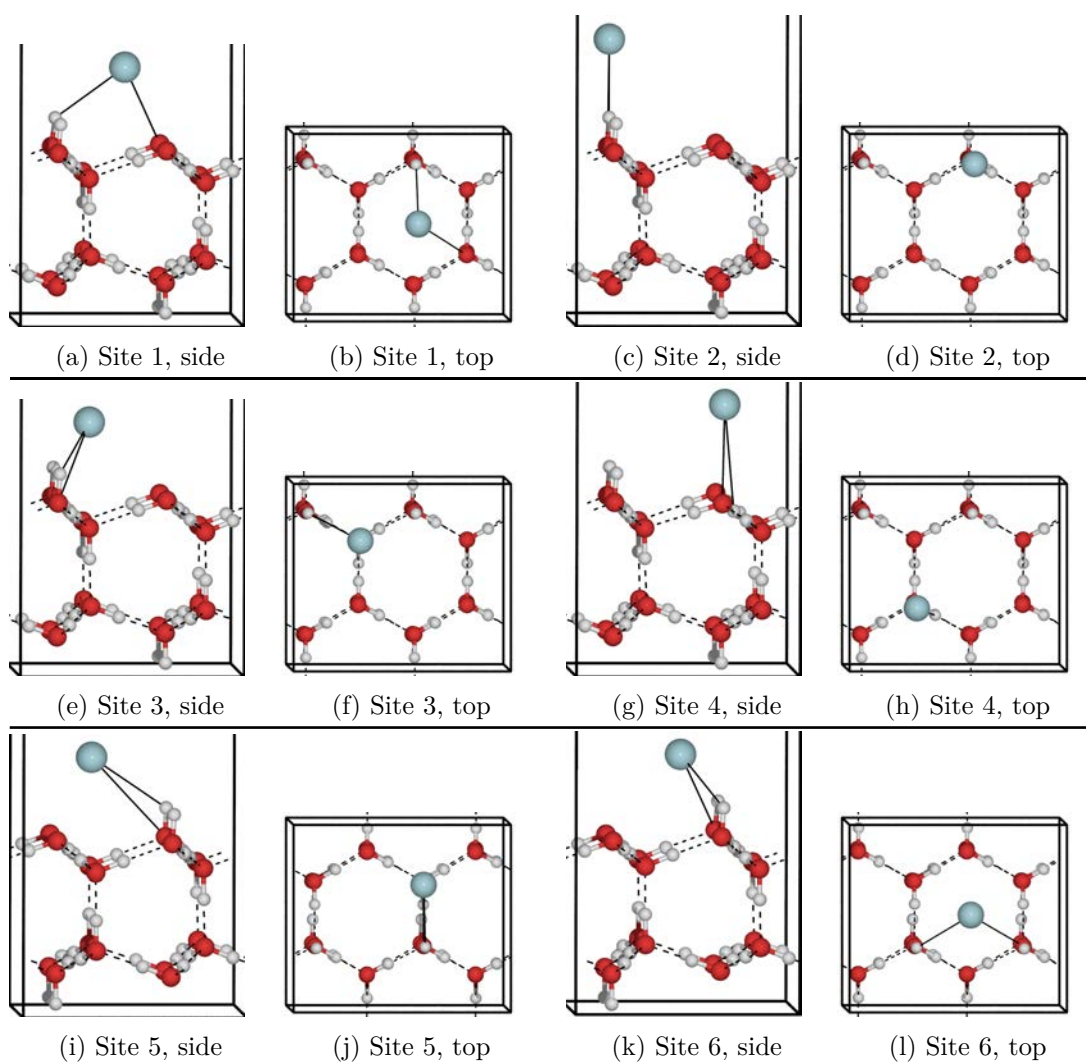 (a) Site 1, side (b) Site 1, top (c) Site 2, side (d) Site 2, top
(e) Site 3, side (f) Site 3, top (g) Site 4, side (h) Site 4, top
(i) Site 5, side (j) Site 5, top (k) Site 6, side (l) Site 6, top